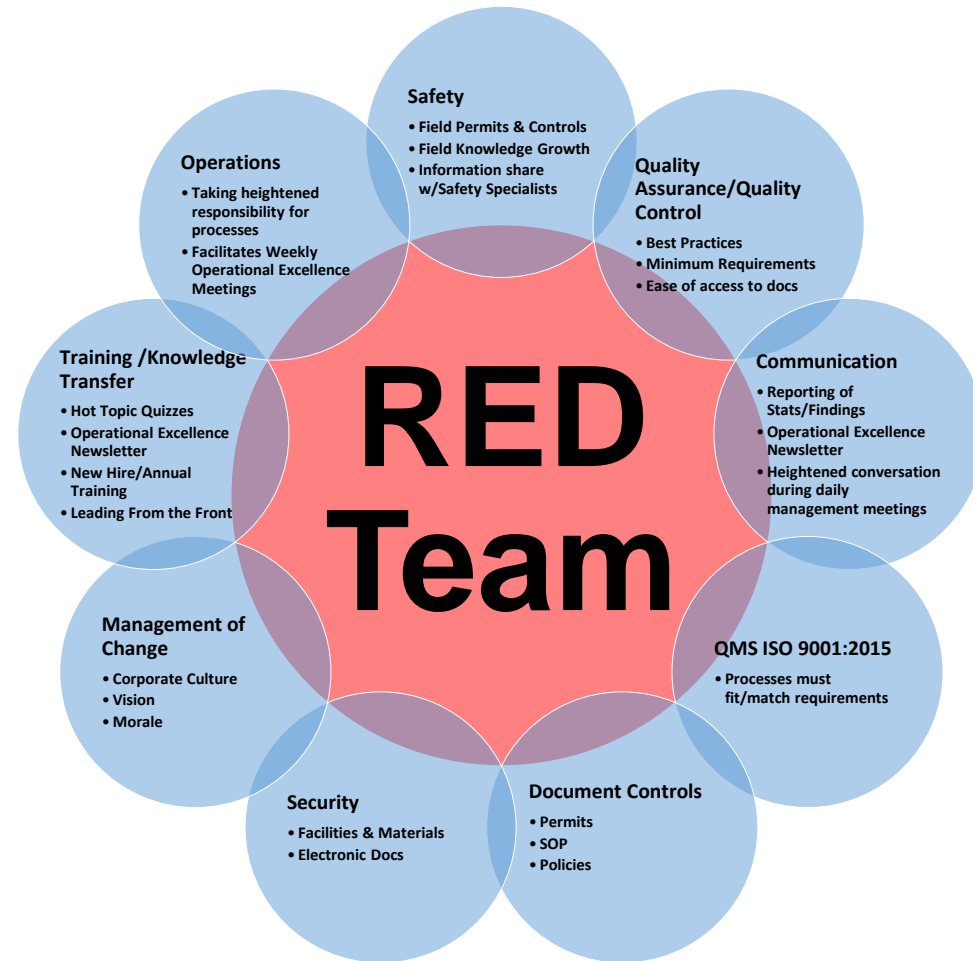 Safety
• Field Permits & Controls
• Field Knowledge Growth
• Information share
w/Safety Specialists
Quality
Assurance/Quality
Control
• Best Practices
• Minimum Requirements
• Ease of access to docs
Communication
• Reporting of
Stats/Findings
• Operational Excellence
Newsletter
• Heightened conversation
during daily
management meetings
QMS ISO 9001:2015
• Processes must
fit/match requirements
Document Controls
• Permits
• SOP
• Policies
Security
• Facilities & Materials
• Electronic Docs
Management of
Change
• Corporate Culture
• Vision
• Morale
Training /Knowledge
Transfer
• Hot Topic Quizzes
• Operational Excellence
Newsletter
• New Hire/Annual
Training
• Leading From the Front
Operations
• Taking heightened
responsibility for
processes
• Facilitates Weekly
Operational Excellence
Meetings
RED
Team